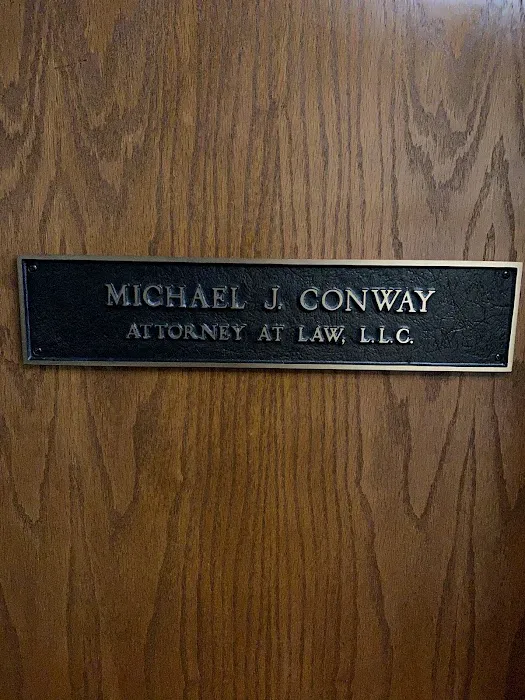 MICHAEL J. CONWAY
ATTORNEY AT LAW, L.L.C.